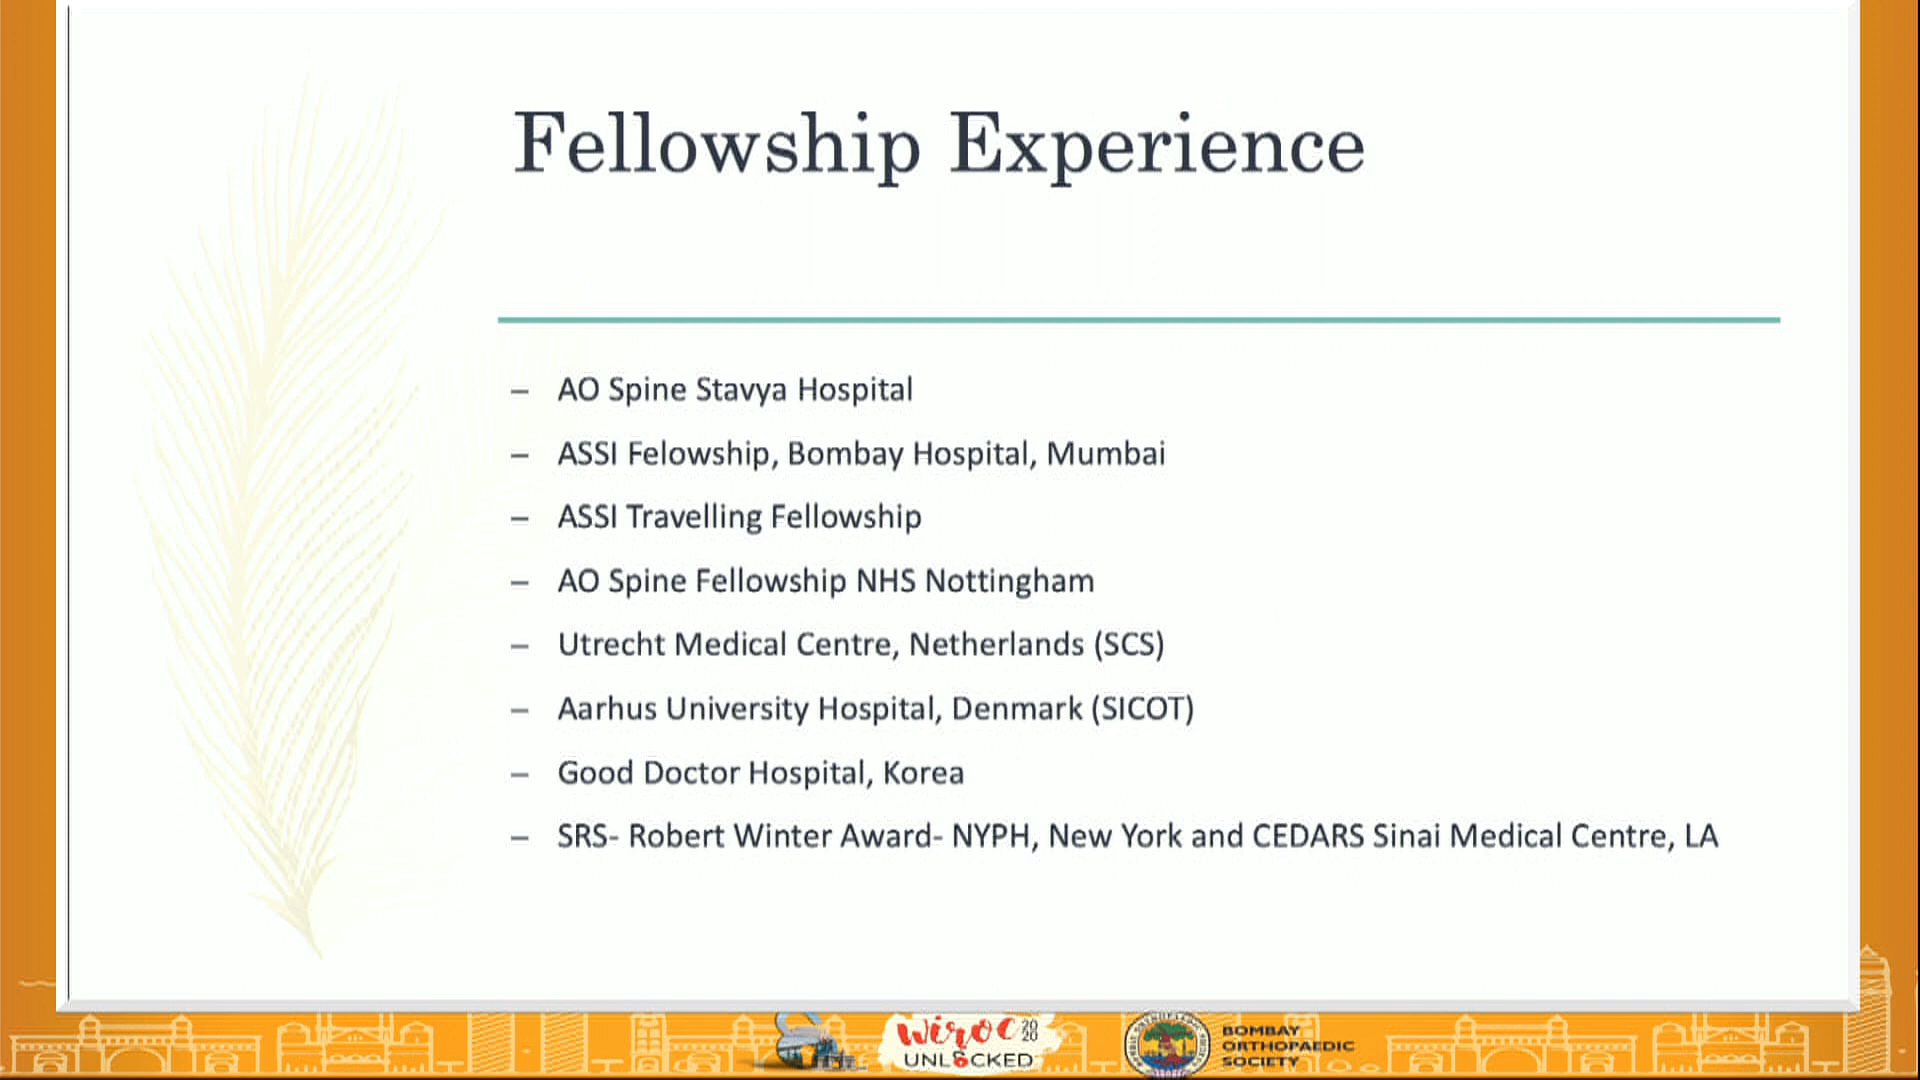 Fellowship Experience
– AO Spine Stavya Hospital
– ASSI Felowship, Bombay Hospital, Mumbai
– ASSI Travelling Fellowship
– AO Spine Fellowship NHS Nottingham
– Utrecht Medical Centre, Netherlands (SCS)
– Aarhus University Hospital, Denmark (SICOT)
– Good Doctor Hospital, Korea
– SRS- Robert Winter Award- NYPH, New York and CEDARS Sinai Medical Centre, LA
WiROC
UNLOCKED
BOMBAY
ORTHOPAEDIC
SOCIETY